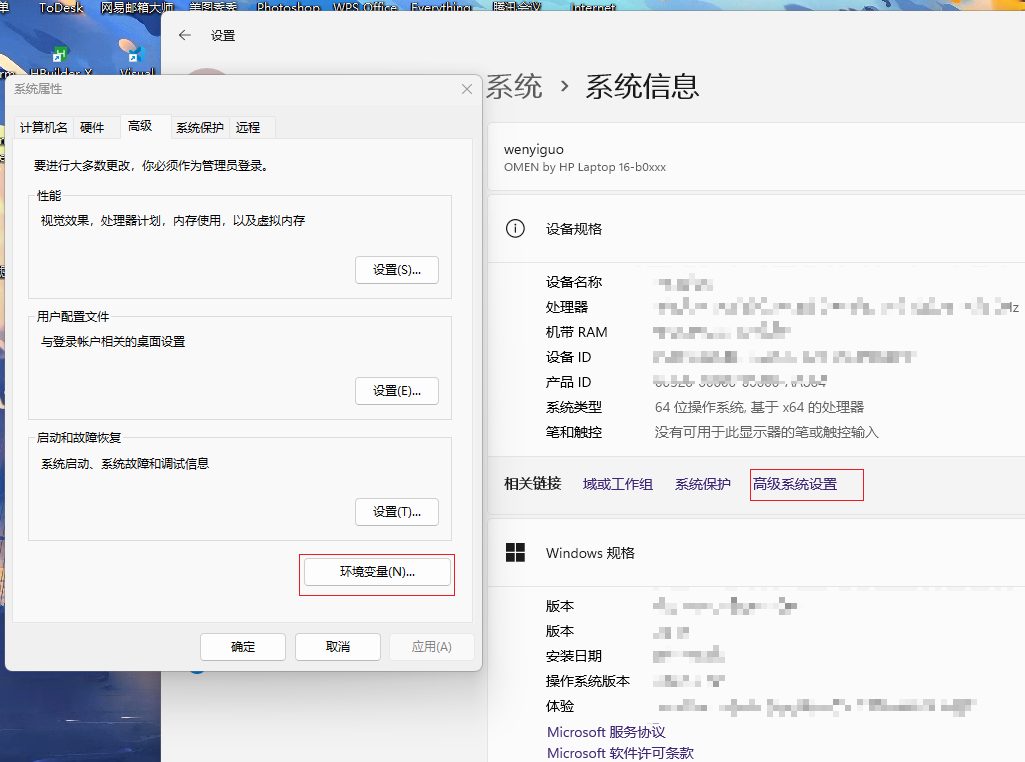 单 ToDesk 网易邮箱大师 美图秀秀 Photoshop WPS Office Everything 腾讯会议 Internet
HBuilder X Visual
设置
系统 › 系统信息
wenyiguo
OMEN by HP Laptop 16-b0xxx
设备规格
设备名称
处理器 Hz
机带 RAM
设备 ID
产品 ID
系统类型 64 位操作系统, 基于 x64 的处理器
笔和触控 没有可用于此显示器的笔或触控输入
相关链接 域或工作组 系统保护 高级系统设置
Windows 规格
版本
版本
安装日期
操作系统版本
体验
Microsoft 服务协议
Microsoft 软件许可条款
系统属性
计算机名 硬件 高级 系统保护 远程
要进行大多数更改，你必须作为管理员登录。
性能
视觉效果，处理器计划，内存使用，以及虚拟内存
设置(S)...
用户配置文件
与登录帐户相关的桌面设置
设置(E)...
启动和故障恢复
系统启动、系统故障和调试信息
设置(T)...
环境变量(N)...
确定 取消 应用(A)